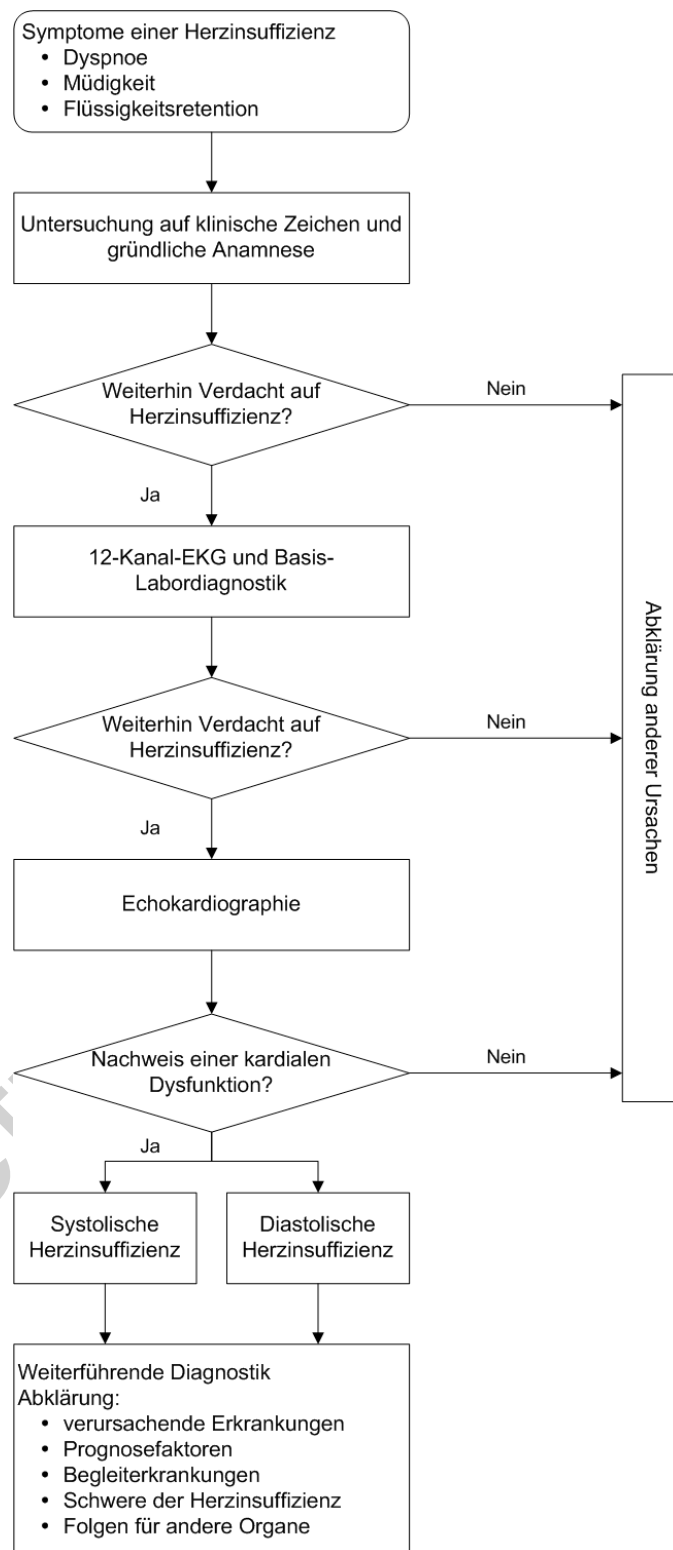 Symptome einer Herzinsuffizienz
• Dyspnoe
• Müdigkeit
• Flüssigkeitsretention
Untersuchung auf klinische Zeichen und
gründliche Anamnese
Weiterhin Verdacht auf
Herzinsuffizienz?
Nein
Ja
12-Kanal-EKG und Basis-
Labordiagnostik
Weiterhin Verdacht auf
Herzinsuffizienz?
Nein
Ja
Echokardiographie
Nachweis einer kardialen
Dysfunktion?
Nein
Ja
Abklärung anderer Ursachen
Systolische
Herzinsuffizienz
Diastolische
Herzinsuffizienz
Weiterführende Diagnostik
Abklärung:
• verursachende Erkrankungen
• Prognosefaktoren
• Begleiterkrankungen
• Schwere der Herzinsuffizienz
• Folgen für andere Organe